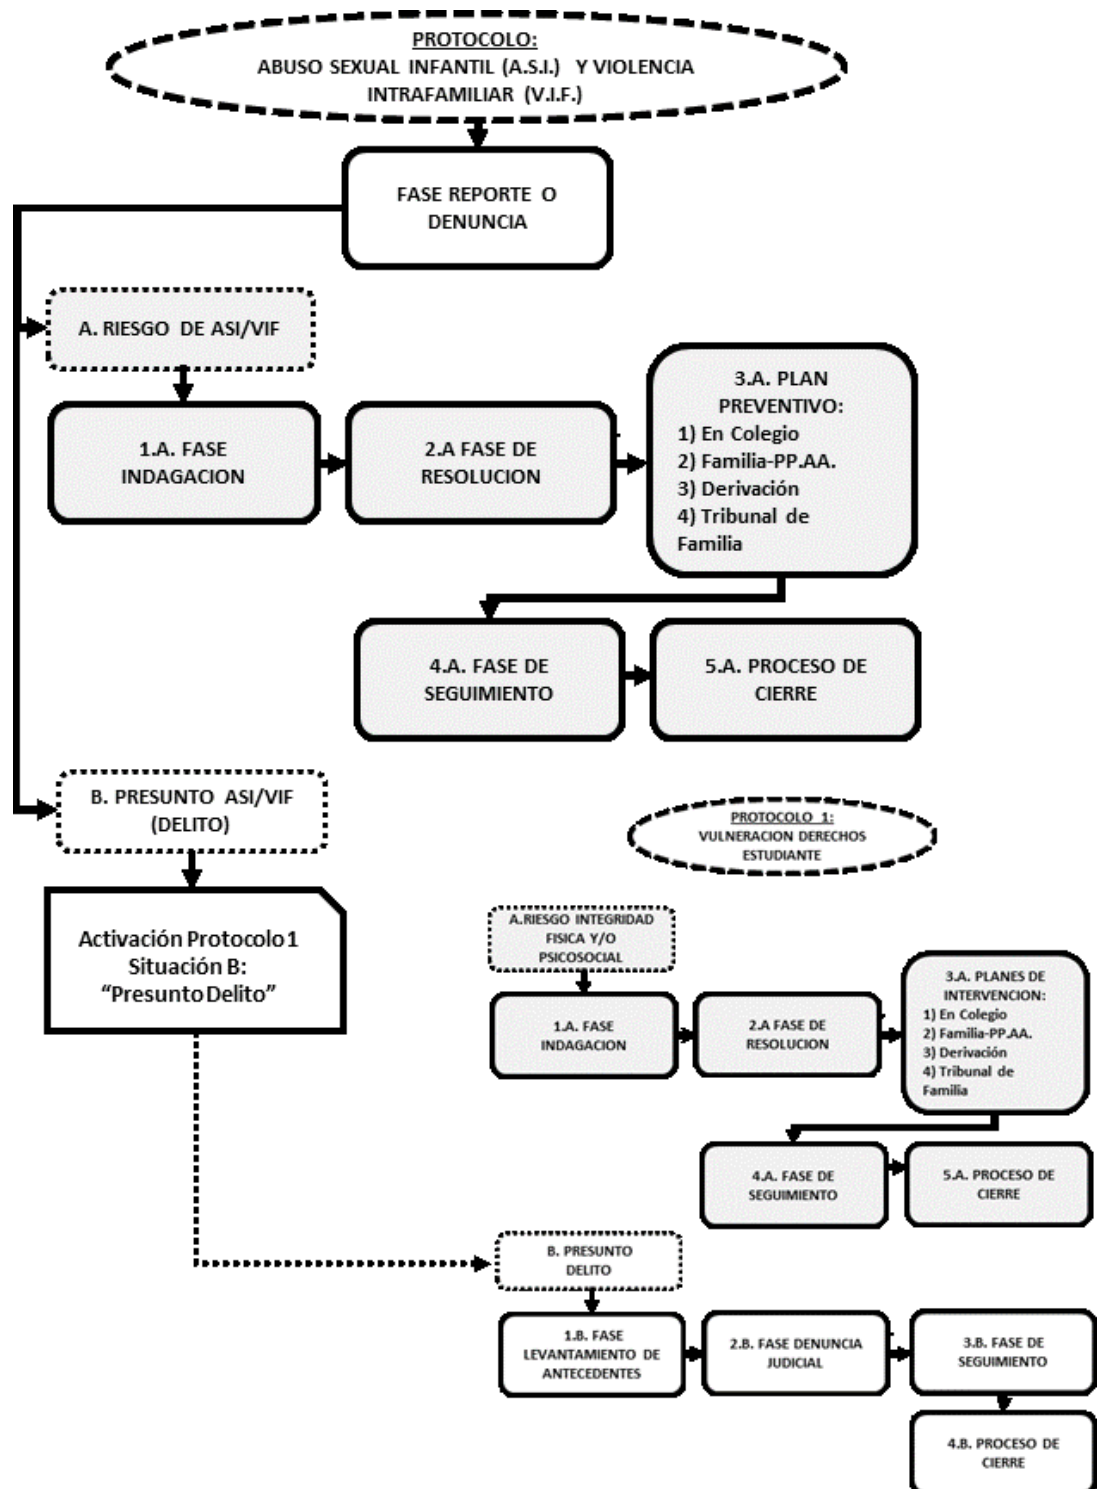 PROTOCOLO:
ABUSO SEXUAL INFANTIL (A.S.I.) Y VIOLENCIA
INTRAFAMILIAR (V.I.F.)
FASE REPORTE O
DENUNCIA
A. RIESGO DE ASI/VIF
1.A. FASE
INDAGACION
2.A FASE DE
RESOLUCION
3.A. PLAN
PREVENTIVO:
1) En Colegio
2) Familia-PP.AA.
3) Derivación
4) Tribunal de
Familia
4.A. FASE DE
SEGUIMIENTO
5.A. PROCESO DE
CIERRE
B. PRESUNTO ASI/VIF
(DELITO)
Activación Protocolo 1
Situación B:
“Presunto Delito”
PROTOCOLO 1:
VULNERACION DERECHOS
ESTUDIANTE
A.RIESGO INTEGRIDAD
FISICA Y/O
PSICOSOCIAL
1.A. FASE
INDAGACION
2.A FASE DE
RESOLUCION
3.A. PLANES DE
INTERVENCION:
1) En Colegio
2) Familia-PP.AA.
3) Derivación
4) Tribunal de
Familia
4.A. FASE DE
SEGUIMIENTO
5.A. PROCESO DE
CIERRE
B. PRESUNTO
DELITO
1.B. FASE
LEVANTAMIENTO DE
ANTECEDENTES
2.B. FASE DENUNCIA
JUDICIAL
3.B. FASE DE
SEGUIMIENTO
4.B. PROCESO DE
CIERRE